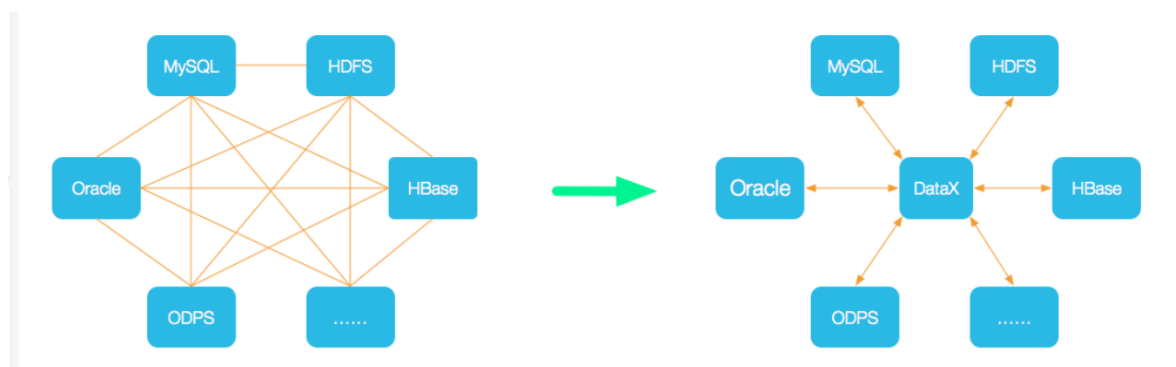 MySQL
HDFS
Oracle
HBase
ODPS
......
MySQL
HDFS
Oracle
DataX
HBase
ODPS
......